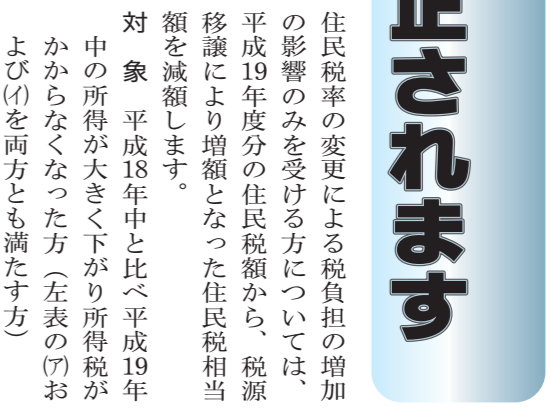 正されます
住民税率の変更による税負担の増加
の影響のみを受ける方については、
平成19年度分の住民税額から、税源
移譲により増額となった住民税相当
額を減額します。
対　象　平成18年中と比べ平成19年
中の所得が大きく下がり所得税が
かからなくなった方（左表の㋐お
よび㋑を両方とも満たす方）